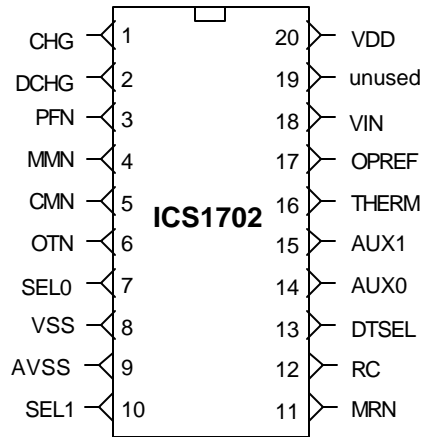 CHG 1 20 VDD
DCHG 2 19 unused
PFN 3 18 VIN
MMN 4 17 OPREF
CMN 5 ICS1702 16 THERM
OTN 6 15 AUX1
SEL0 7 14 AUX0
VSS 8 13 DTSEL
AVSS 9 12 RC
SEL1 10 11 MRN